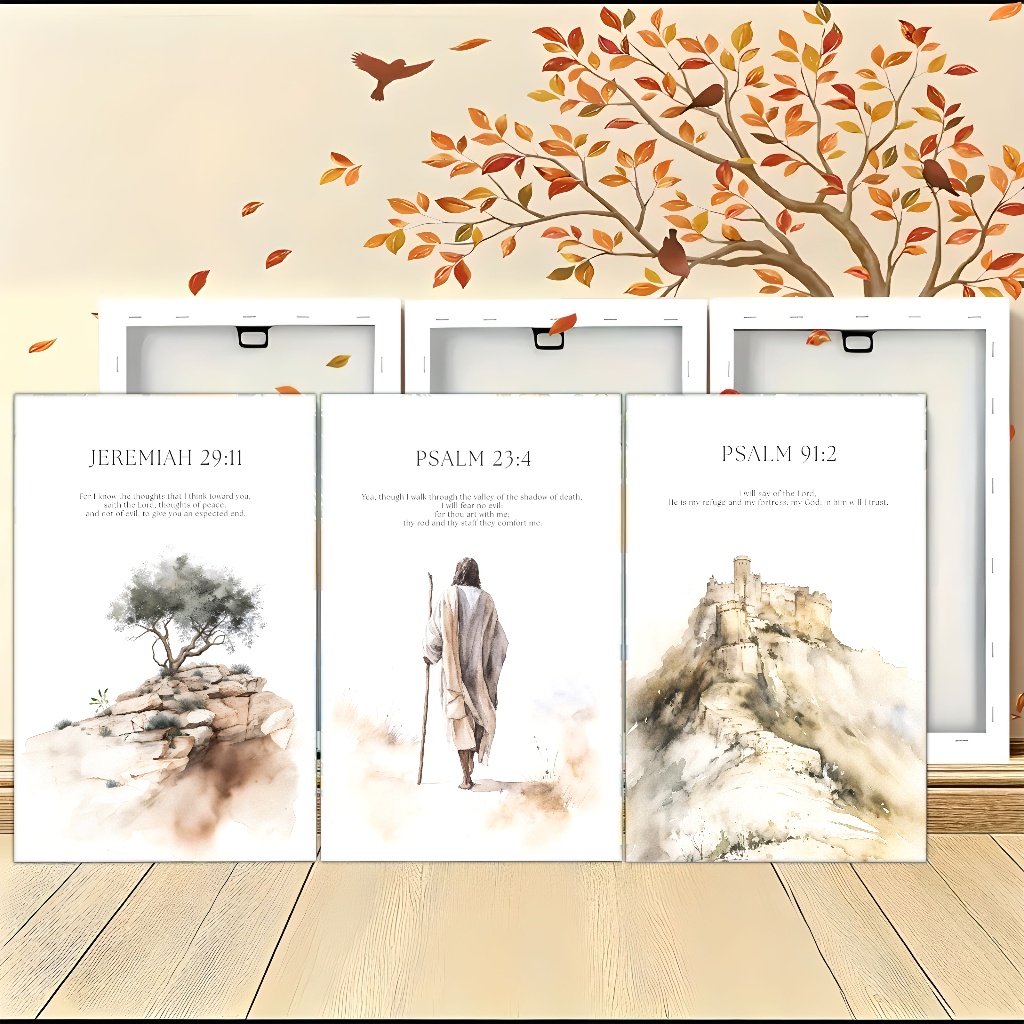 JEREMIAH 29:11
For I know the thoughts that I think toward you,
saith the Lord, thoughts of peace,
and not of evil, to give you an expected end.
PSALM 23:4
Yea, though I walk through the valley of the shadow of death,
I will fear no evil:
for thou art with me;
thy rod and thy staff they comfort me.
PSALM 91:2
I will say of the Lord,
He is my refuge and my fortress: my God; in him will I trust.